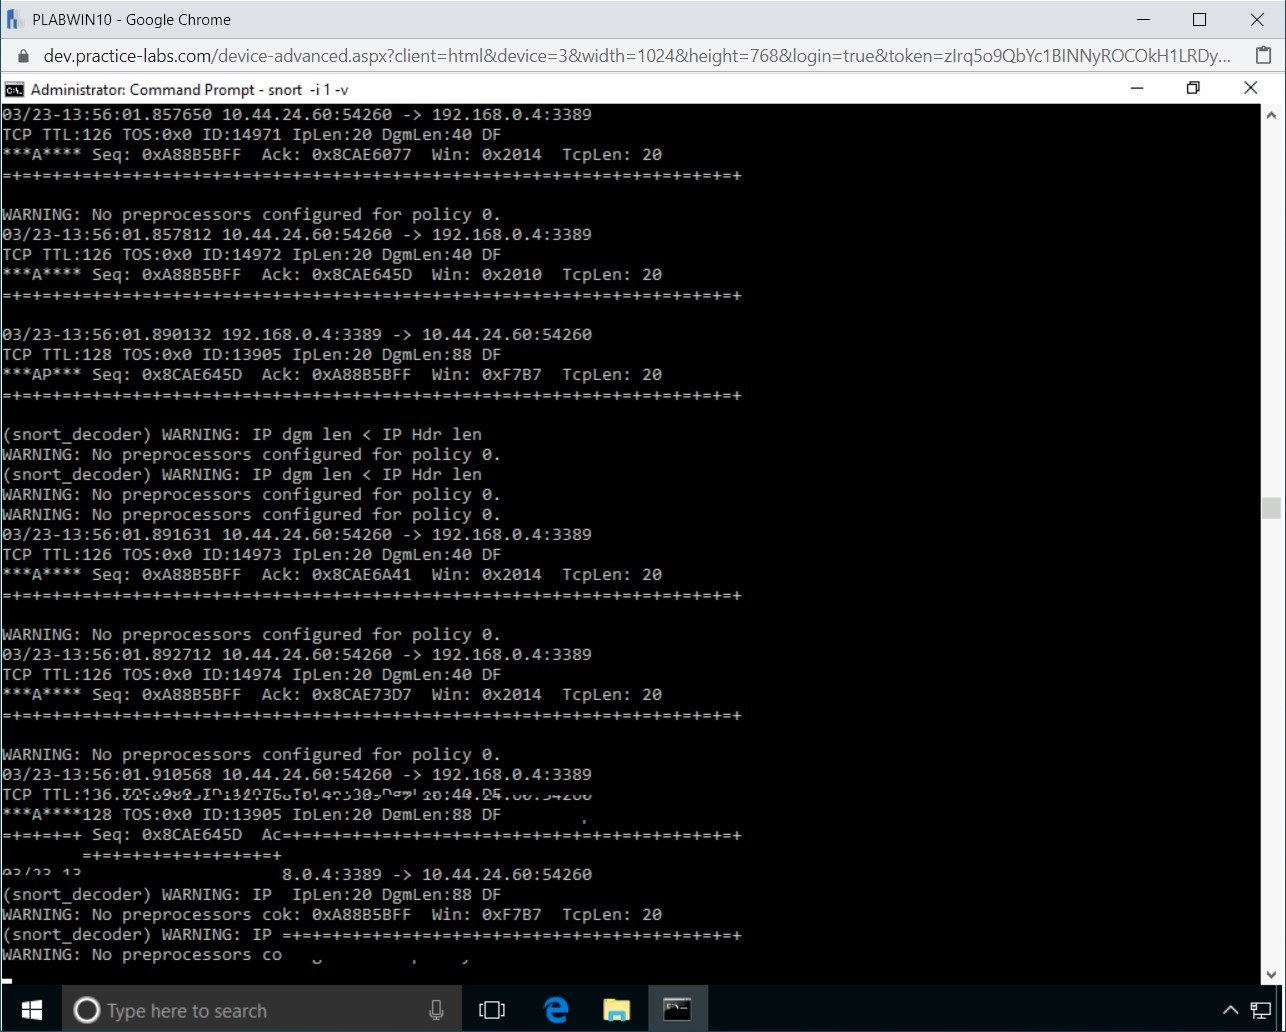 PLABWIN10 - Google Chrome
dev.practice-labs.com/device-advanced.aspx?client=html&device=3&width=1024&height=768&login=true&token=zIrq5o9QbYc1BINNyROCOkH1LRDy...
Administrator: Command Prompt - snort -i 1 -v
03/23-13:56:01.857650 10.44.24.60:54260 -> 192.168.0.4:3389
TCP TTL:126 TOS:0x0 ID:14971 IpLen:20 DgmLen:40 DF
***A**** Seq: 0xA88B5BFF  Ack: 0x8CAE6077  Win: 0x2014  TcpLen: 20
=+=+=+=+=+=+=+=+=+=+=+=+=+=+=+=+=+=+=+=+=+=+=+=+=+=+=+=+=+=+=+=+=+=+=+=+=+
WARNING: No preprocessors configured for policy 0.
03/23-13:56:01.857812 10.44.24.60:54260 -> 192.168.0.4:3389
TCP TTL:126 TOS:0x0 ID:14972 IpLen:20 DgmLen:40 DF
***A**** Seq: 0xA88B5BFF  Ack: 0x8CAE645D  Win: 0x2010  TcpLen: 20
=+=+=+=+=+=+=+=+=+=+=+=+=+=+=+=+=+=+=+=+=+=+=+=+=+=+=+=+=+=+=+=+=+=+=+=+=+
03/23-13:56:01.890132 192.168.0.4:3389 -> 10.44.24.60:54260
TCP TTL:128 TOS:0x0 ID:13905 IpLen:20 DgmLen:88 DF
***AP*** Seq: 0x8CAE645D  Ack: 0xA88B5BFF  Win: 0xF7B7  TcpLen: 20
=+=+=+=+=+=+=+=+=+=+=+=+=+=+=+=+=+=+=+=+=+=+=+=+=+=+=+=+=+=+=+=+=+=+=+=+=+
(snort_decoder) WARNING: IP dgm len < IP Hdr len
WARNING: No preprocessors configured for policy 0.
(snort_decoder) WARNING: IP dgm len < IP Hdr len
WARNING: No preprocessors configured for policy 0.
WARNING: No preprocessors configured for policy 0.
03/23-13:56:01.891631 10.44.24.60:54260 -> 192.168.0.4:3389
TCP TTL:126 TOS:0x0 ID:14973 IpLen:20 DgmLen:40 DF
***A**** Seq: 0xA88B5BFF  Ack: 0x8CAE6A41  Win: 0x2014  TcpLen: 20
=+=+=+=+=+=+=+=+=+=+=+=+=+=+=+=+=+=+=+=+=+=+=+=+=+=+=+=+=+=+=+=+=+=+=+=+=+
WARNING: No preprocessors configured for policy 0.
03/23-13:56:01.892712 10.44.24.60:54260 -> 192.168.0.4:3389
TCP TTL:126 TOS:0x0 ID:14974 IpLen:20 DgmLen:40 DF
***A**** Seq: 0xA88B5BFF  Ack: 0x8CAE73D7  Win: 0x2014  TcpLen: 20
=+=+=+=+=+=+=+=+=+=+=+=+=+=+=+=+=+=+=+=+=+=+=+=+=+=+=+=+=+=+=+=+=+=+=+=+=+
WARNING: No preprocessors configured for policy 0.
03/23-13:56:01.910568 10.44.24.60:54260 -> 192.168.0.4:3389
TCP
***A****128 TOS:0x0 ID:13905 IpLen:20 DgmLen:88 DF
=+=+=+=+ Seq: 0x8CAE645D  Ac=+=+=+=+=+=+=+=+=+=+=+=+=+=+=+=+=+=+=+=+=+=+=+
=+=+=+=+=+=+=+=+=+=+
8.0.4:3389 -> 10.44.24.60:54260
(snort_decoder) WARNING: IP  IpLen:20 DgmLen:88 DF
WARNING: No preprocessors cok: 0xA88B5BFF  Win: 0xF7B7  TcpLen: 20
(snort_decoder) WARNING: IP =+=+=+=+=+=+=+=+=+=+=+=+=+=+=+=+=+=+=+=+=+=+=+
WARNING: No preprocessors co
Type here to search